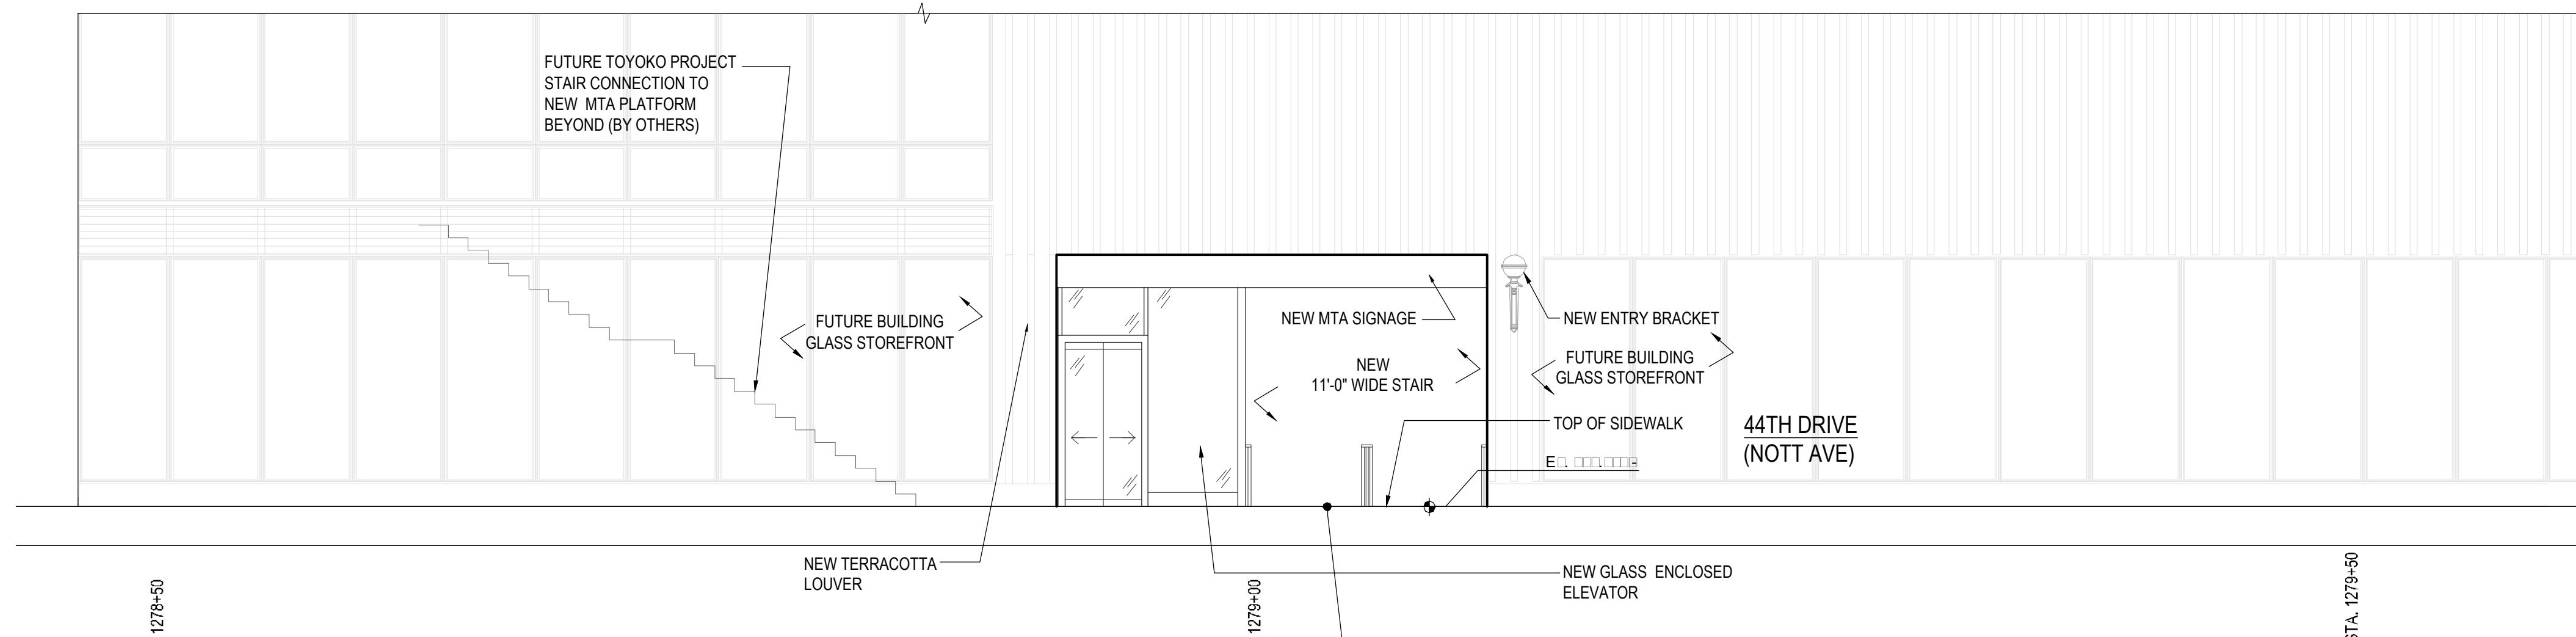 FUTURE TOYOKO PROJECT
STAIR CONNECTION TO
NEW MTA PLATFORM
BEYOND (BY OTHERS)
FUTURE BUILDING
GLASS STOREFRONT
NEW MTA SIGNAGE
NEW
11'-0" WIDE STAIR
NEW ENTRY BRACKET
FUTURE BUILDING
GLASS STOREFRONT
TOP OF SIDEWALK
44TH DRIVE
(NOTT AVE)
NEW TERRACOTTA
LOUVER
NEW GLASS ENCLOSED
ELEVATOR
1278+50
1279+00
STA. 1279+50